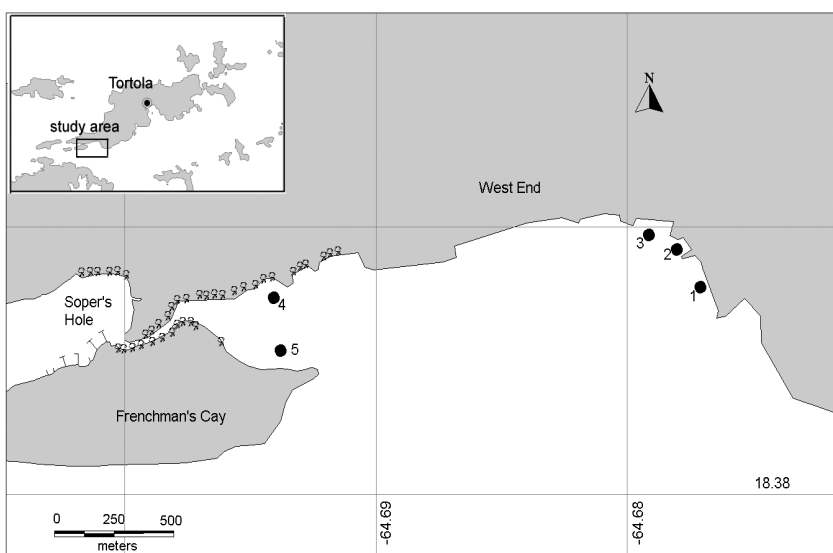 Tortola
study area
N
West End
3
2
1
4
5
Soper's
Hole
Frenchman's Cay
18.38
-64.69
-64.68
0 250 500
meters